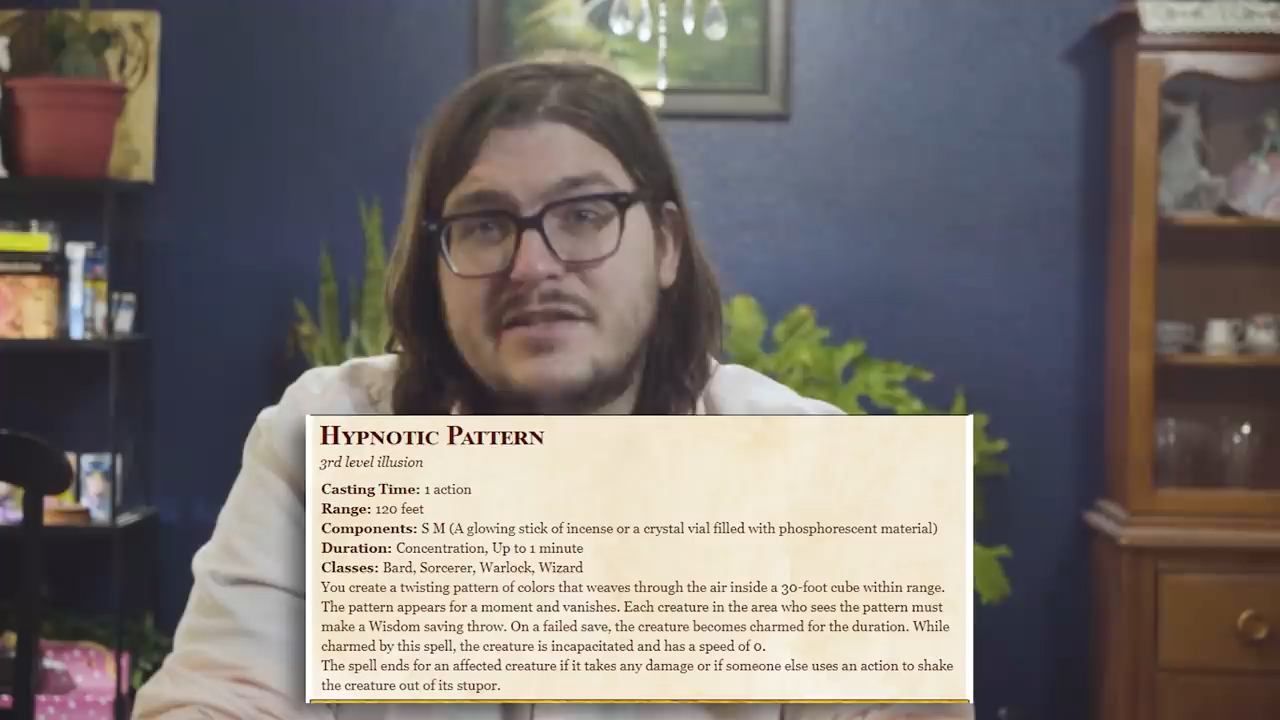 HYPNOTIC PATTERN
3rd level illusion
Casting Time: 1 action
Range: 120 feet
Components: S M (A glowing stick of incense or a crystal vial filled with phosphorescent material)
Duration: Concentration, Up to 1 minute
Classes: Bard, Sorcerer, Warlock, Wizard
You create a twisting pattern of colors that weaves through the air inside a 30-foot cube within range.
The pattern appears for a moment and vanishes. Each creature in the area who sees the pattern must
make a Wisdom saving throw. On a failed save, the creature becomes charmed for the duration. While
charmed by this spell, the creature is incapacitated and has a speed of 0.
The spell ends for an affected creature if it takes any damage or if someone else uses an action to shake
the creature out of its stupor.